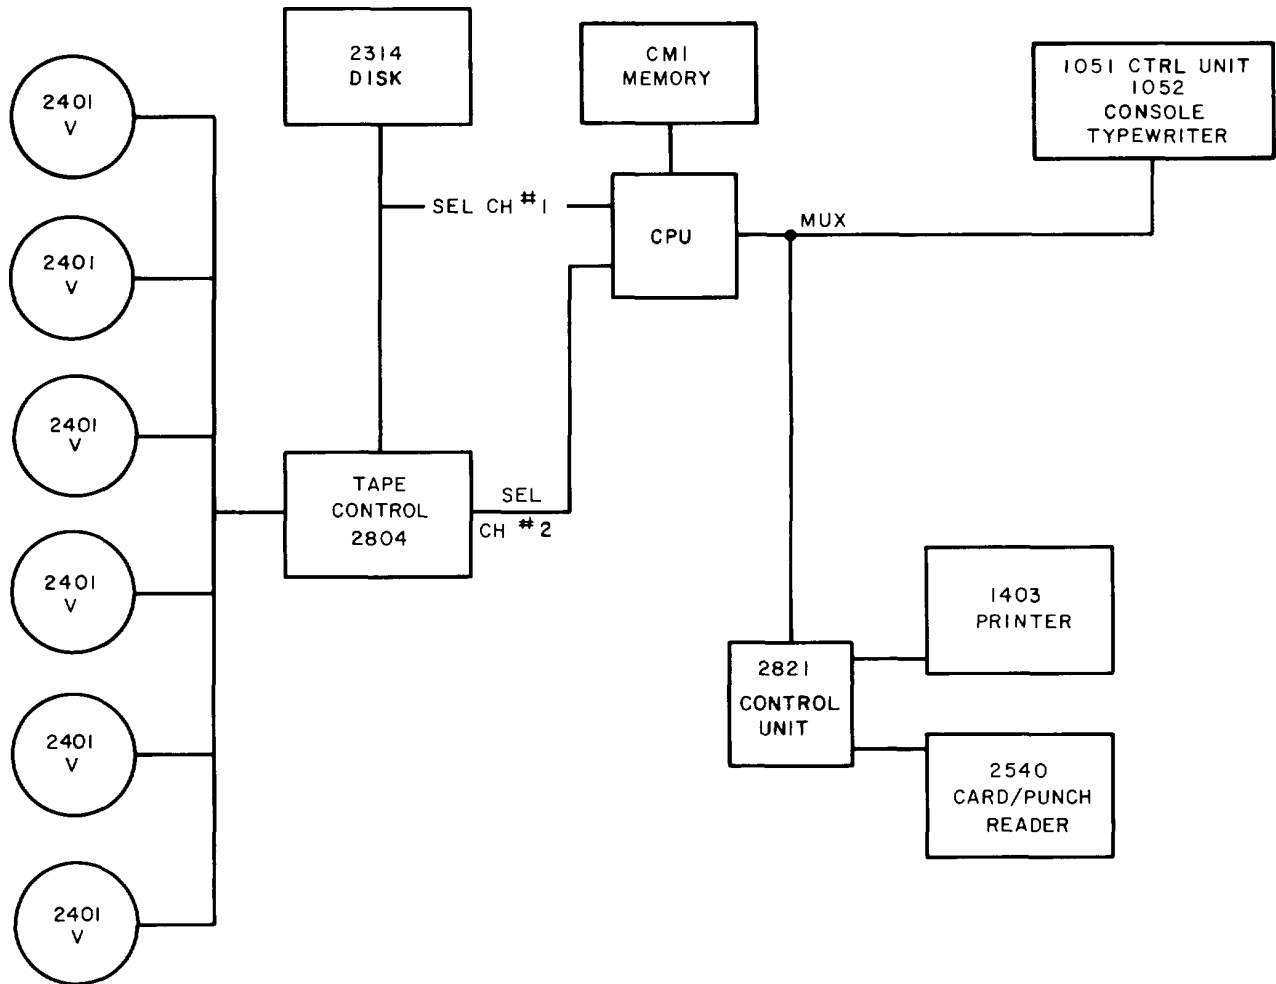 2401
V
2401
V
2401
V
2401
V
2401
V
2401
V
2314
DISK
CM1
MEMORY
1051 CTRL UNIT
1052
CONSOLE
TYPEWRITER
SEL CH #1
CPU
MUX
TAPE
CONTROL
2804
SEL
CH #2
2821
CONTROL
UNIT
1403
PRINTER
2540
CARD/PUNCH
READER